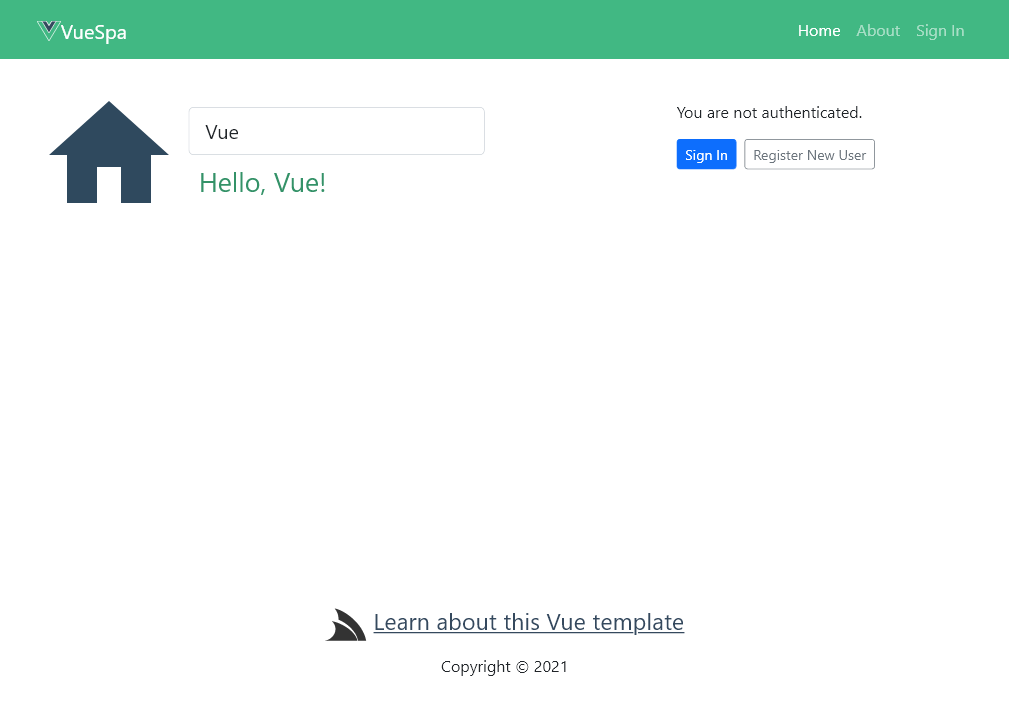 VueSpa
Home About Sign In
Vue
Hello, Vue!
You are not authenticated.
Sign In Register New User
Learn about this Vue template
Copyright © 2021